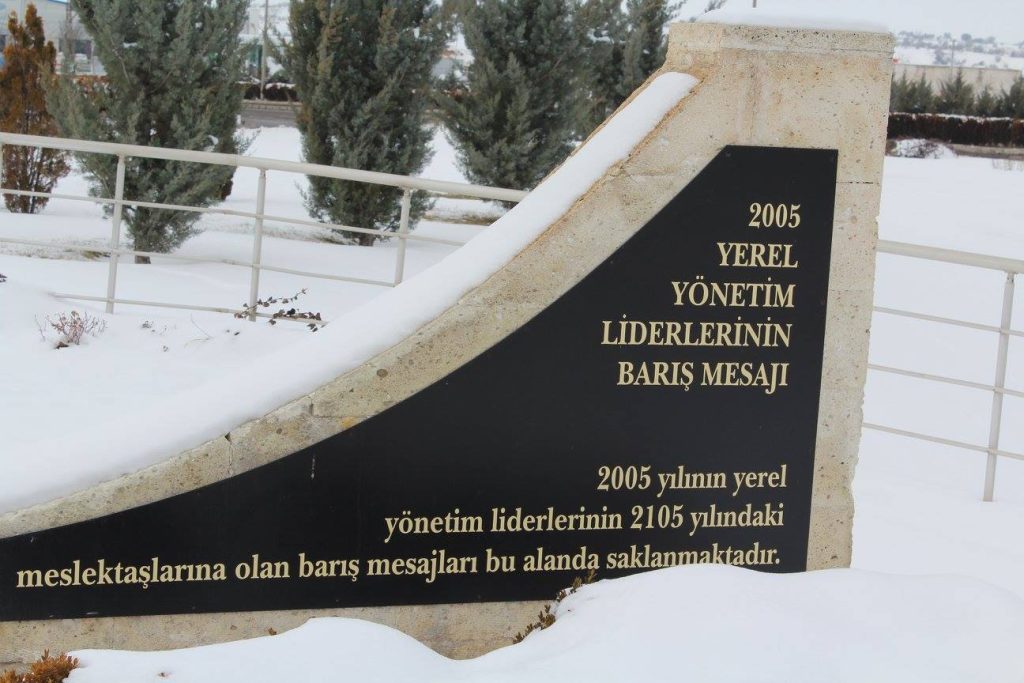 2005
YEREL
YÖNETİM
LİDERLERİNİN
BARIŞ MESAJI
2005 yılının yerel
yönetim liderlerinin 2105 yılındaki
meslektaşlarına olan barış mesajları bu alanda saklanmaktadır.